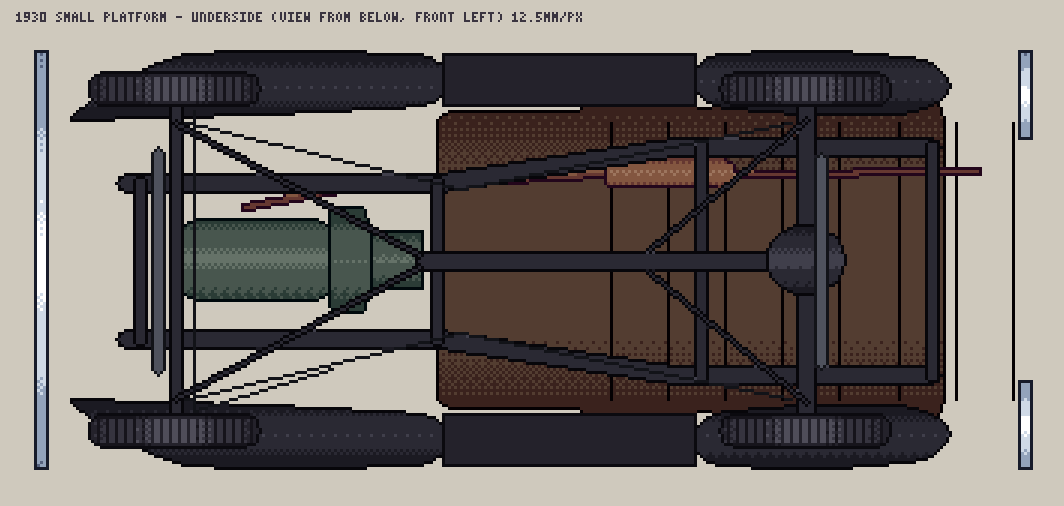 1930 SMALL PLATFORM - UNDERSIDE (VIEW FROM BELOW, FRONT LEFT) 12.5MM/PX